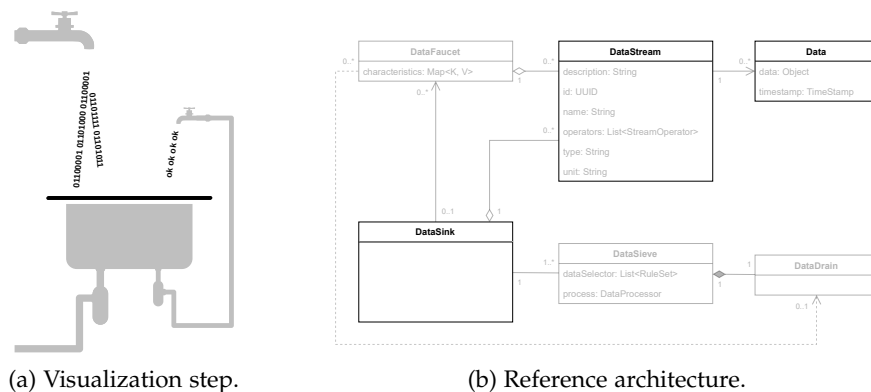 01100001 01101000 01100001
01101111 01101011
ok ok ok ok
(a) Visualization step.
DataFaucet
characteristics: Map<K, V>
DataStream
description: String
id: UUID
name: String
operators: List<StreamOperator>
type: String
unit: String
Data
data: Object
timestamp: TimeStamp
0..*
0..*
1
0..*
0..*
1
0..*
0..*
0..1
1
DataSink
DataSieve
dataSelector: List<RuleSet>
process: DataProcessor
DataDrain
1..*
1
1
1
0..1
(b) Reference architecture.